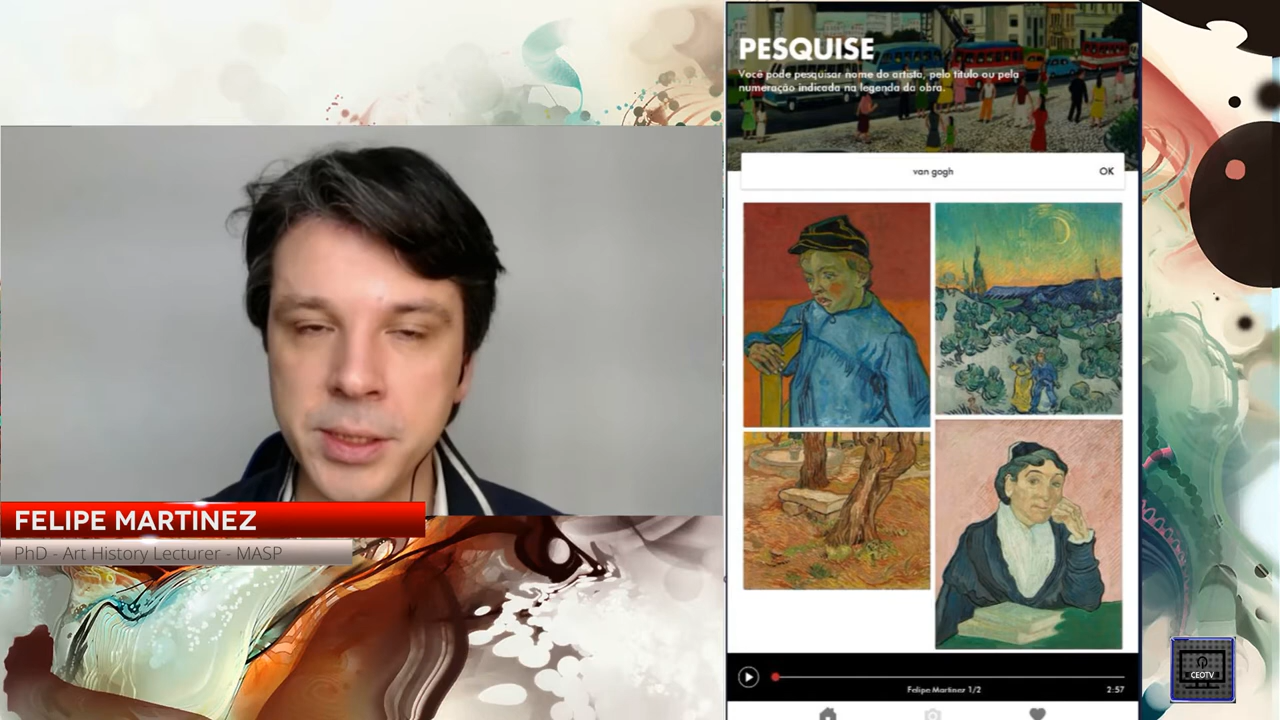 FELIPE MARTINEZ
PhD - Art History Lecturer - MASP
PESQUISE
Você pode pesquisar nome do artista, pelo título ou pela
numeração indicada na legenda da obra.
van gogh
OK
Felipe Martinez 1/2
2:57
CEOTV